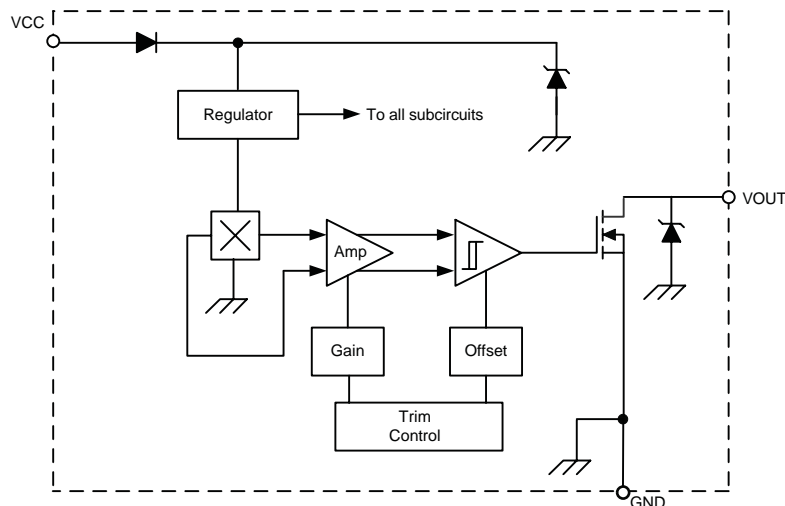 VCC
Regulator
To all subcircuits
VOUT
Amp
Gain
Offset
Trim
Control
GND